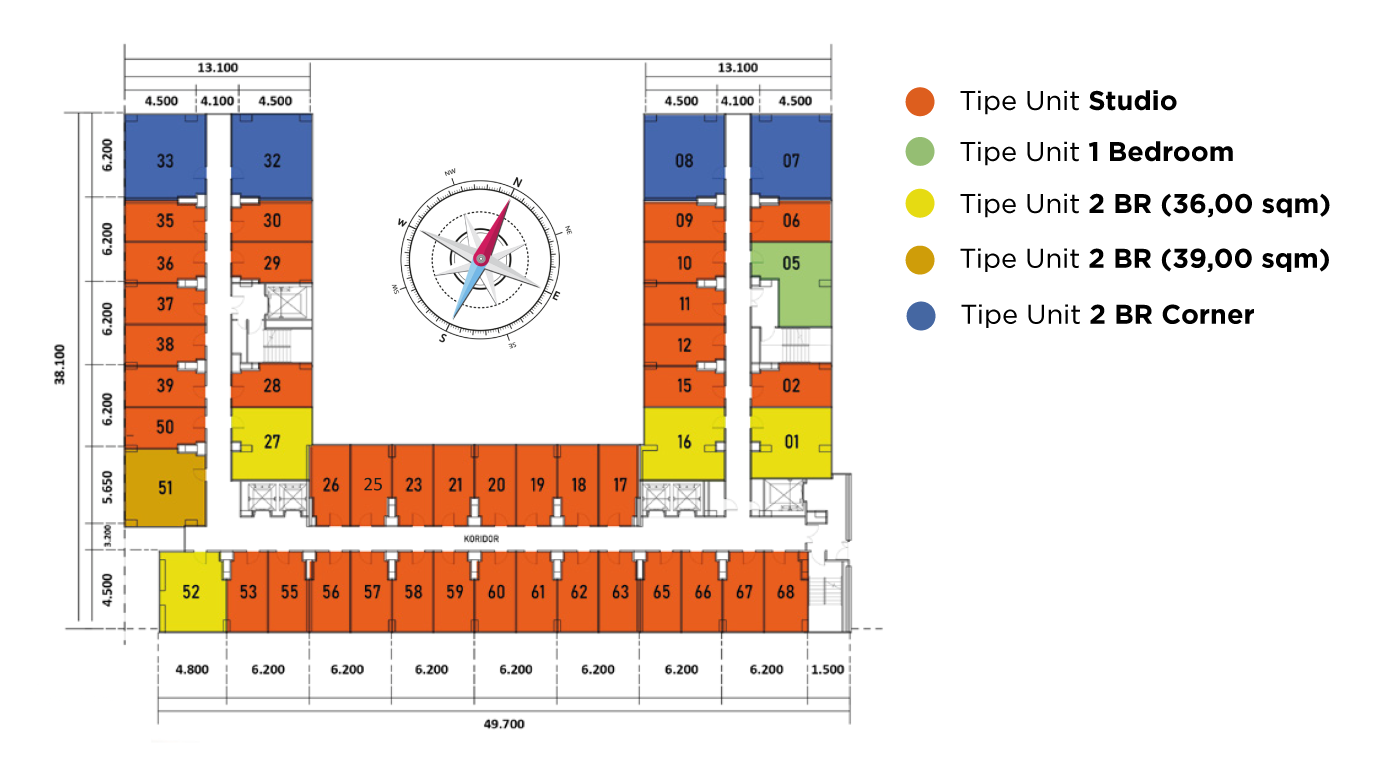 13.100
13.100
4.500 4.100 4.500
4.500 4.100 4.500
Tipe Unit Studio
Tipe Unit 1 Bedroom
Tipe Unit 2 BR (36,00 sqm)
Tipe Unit 2 BR (39,00 sqm)
Tipe Unit 2 BR Corner
38.100
6.200
6.200
6.200
6.200
5.650
3.200
4.500
33
32
08
07
35
30
09
06
36
29
10
05
37
11
38
12
39
28
15
02
50
27
16
01
51
N
NE
E
SE
S
SW
W
NW
26 25 23 21 20 19 18 17
KORIDOR
52 53 55 56 57 58 59 60 61 62 63 65 66 67 68
4.800 6.200 6.200 6.200 6.200 6.200 6.200 6.200 1.500
49.700